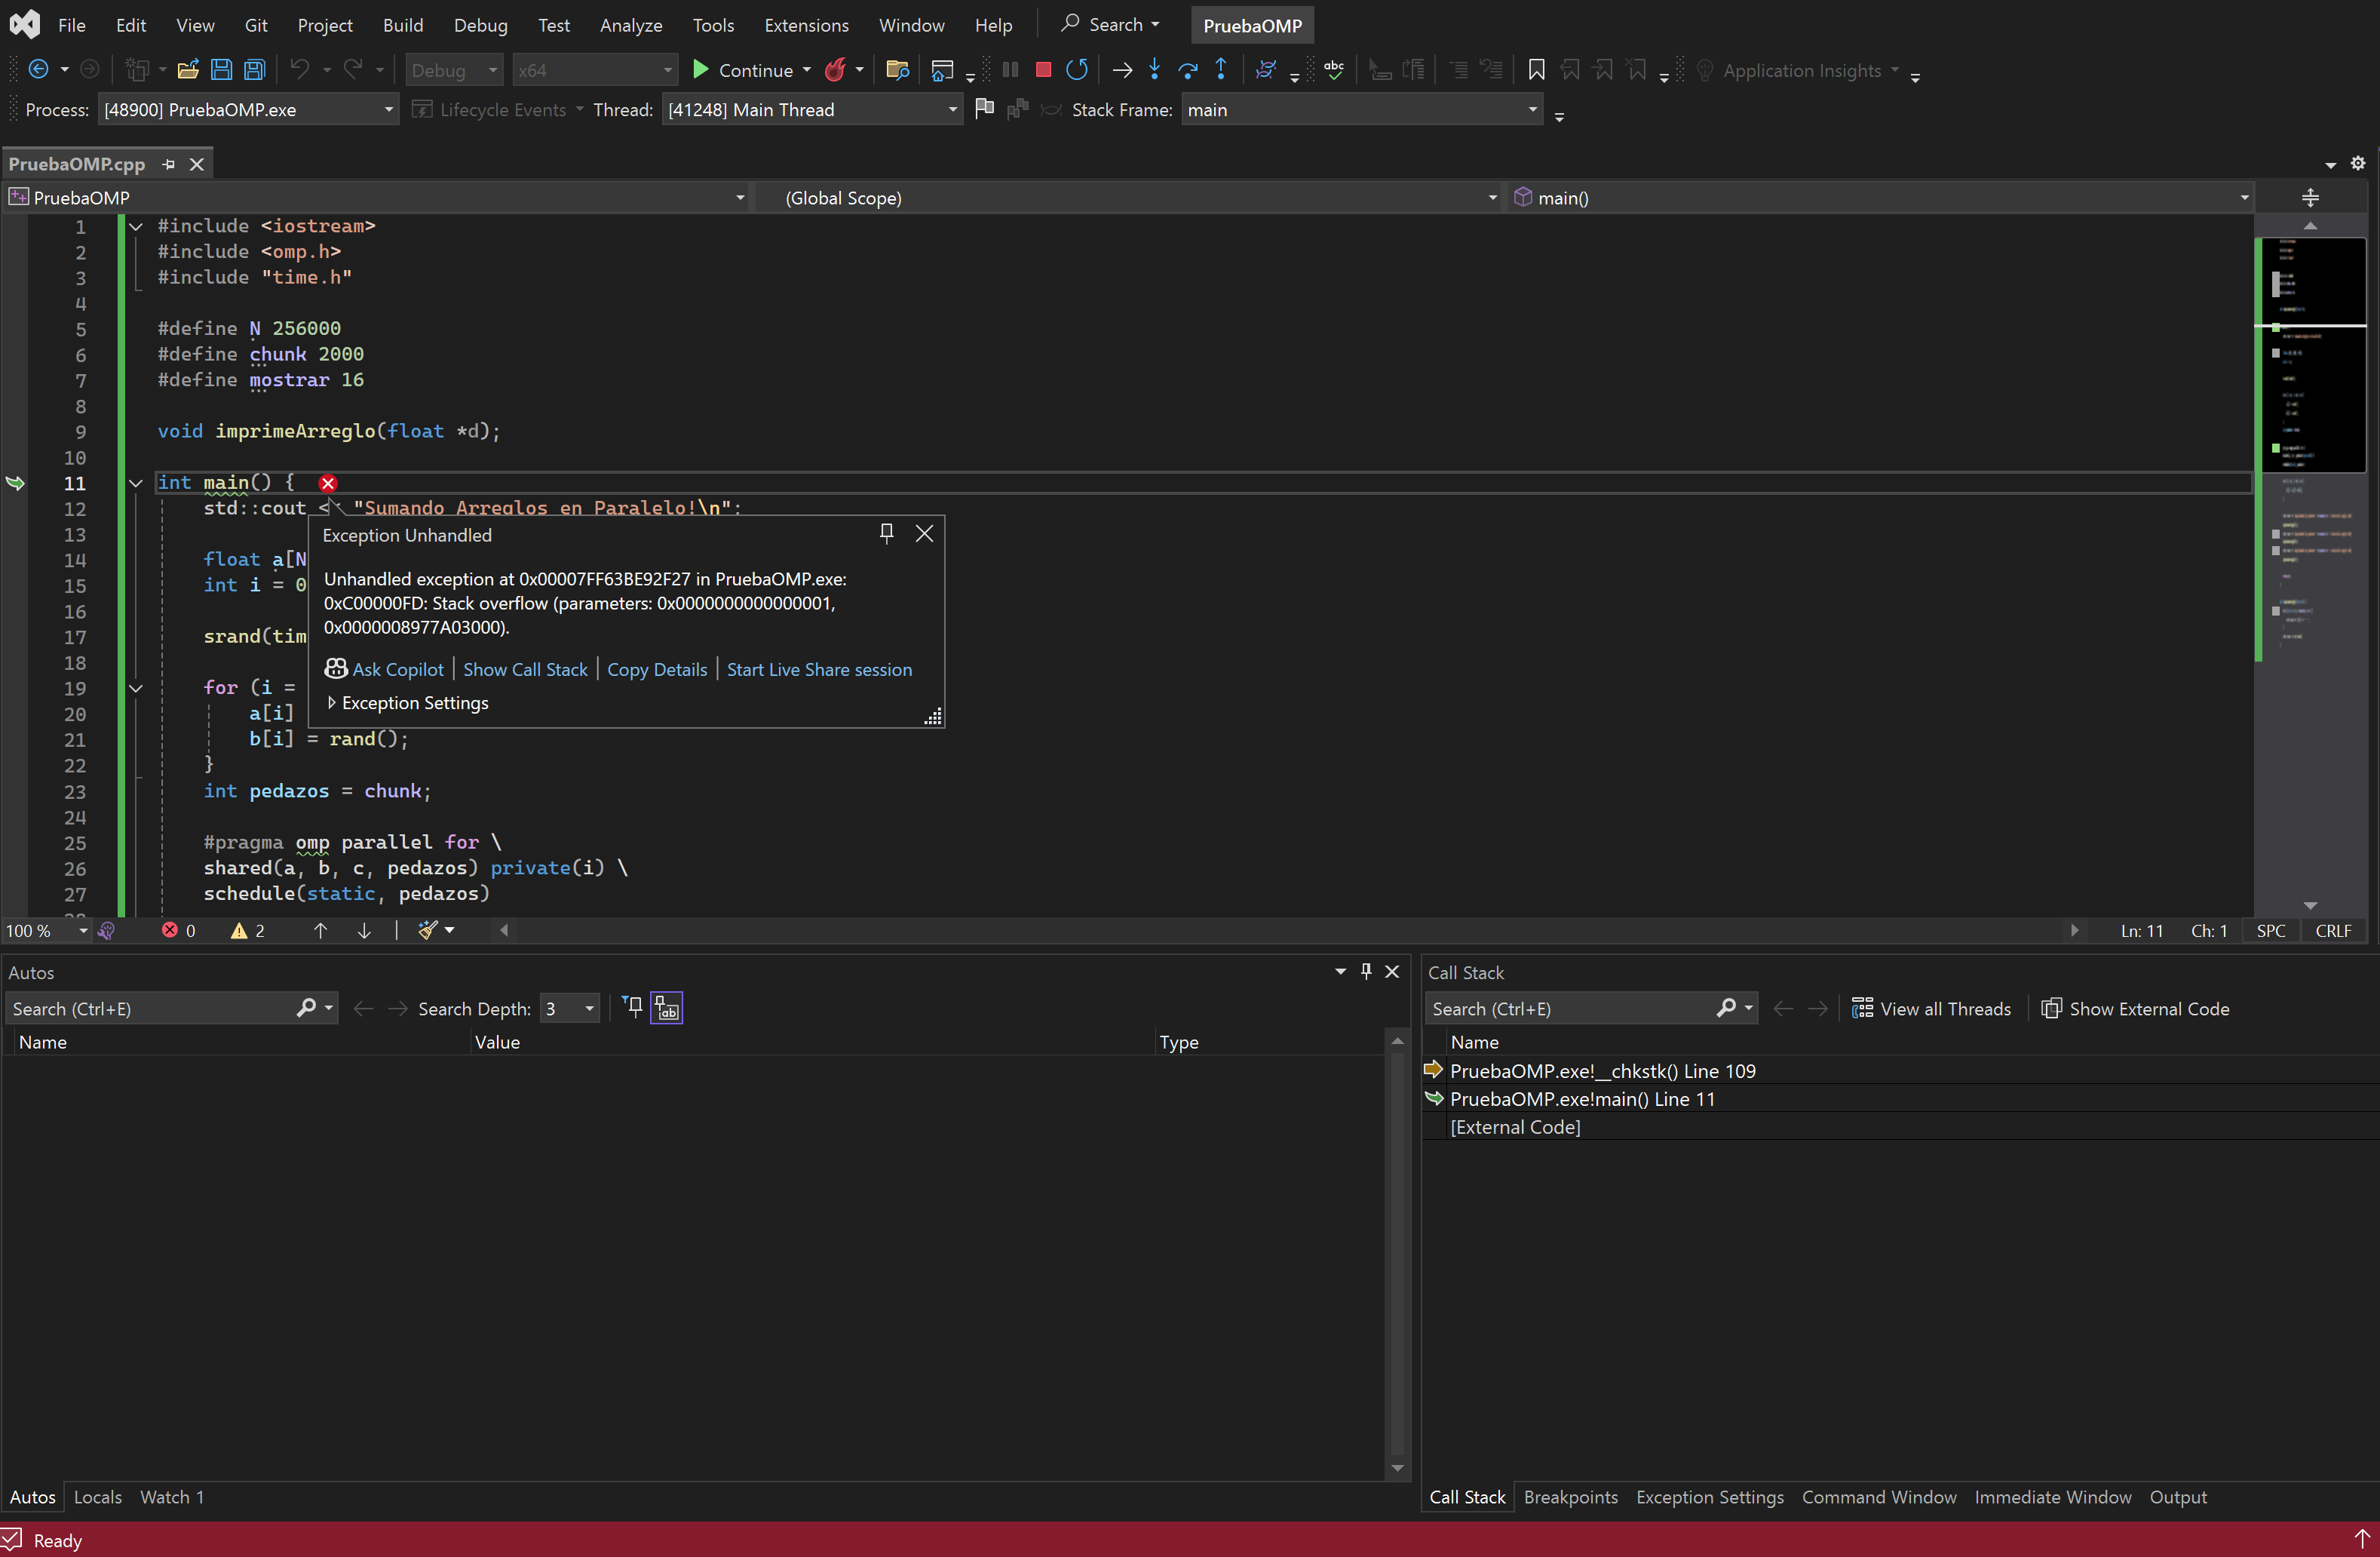 File Edit View Git Project Build Debug Test Analyze Tools Extensions Window Help Search PruebaOMP
Debug x64 Continue Application Insights
Process: [48900] PruebaOMP.exe Lifecycle Events Thread: [41248] Main Thread Stack Frame: main
PruebaOMP.cpp
PruebaOMP (Global Scope) main()
1 #include <iostream>
2 #include <omp.h>
3 #include "time.h"
4
5 #define N 256000
6 #define chunk 2000
7 #define mostrar 16
8
9 void imprimeArreglo(float *d);
10
11 int main() {
12 std::cout < "Sumando Arreglos en Paralelo!\n";
13
14 float a[N
15 int i = 0
16
17 srand(tim
18
19 for (i =
20 a[i]
21 b[i] = rand();
22 }
23 int pedazos = chunk;
24
25 #pragma omp parallel for \
26 shared(a, b, c, pedazos) private(i) \
27 schedule(static, pedazos)
Exception Unhandled
Unhandled exception at 0x00007FF63BE92F27 in PruebaOMP.exe:
0xC00000FD: Stack overflow (parameters: 0x0000000000000001,
0x0000008977A03000).
Ask Copilot | Show Call Stack | Copy Details | Start Live Share session
Exception Settings
100 % 0 2 Ln: 11 Ch: 1 SPC CRLF
Autos
Search (Ctrl+E) Search Depth: 3
Name Value Type
Autos Locals Watch 1
Call Stack
Search (Ctrl+E) View all Threads Show External Code
Name
PruebaOMP.exe!__chkstk() Line 109
PruebaOMP.exe!main() Line 11
[External Code]
Call Stack Breakpoints Exception Settings Command Window Immediate Window Output
Ready